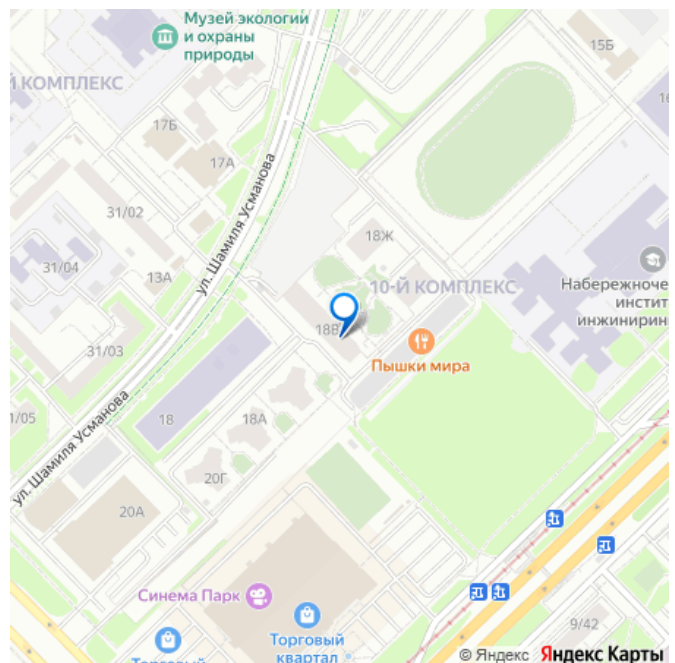 Музей экологии
и охраны
природы
15Б
Й КОМПЛЕКС
16
17Б
17А
31/02
ул. Шамиля Усманова
18Ж
31/04
13А
10-Й КОМПЛЕКС
Набережноче
инстит
инжинирин
18В
31/03
Пышки мира
1/05
18
18А
ул. Шамиля Усманова
20Г
20А
Синема Парк
9/42
Торговый
квартал
© Яндекс Яндекс Карты